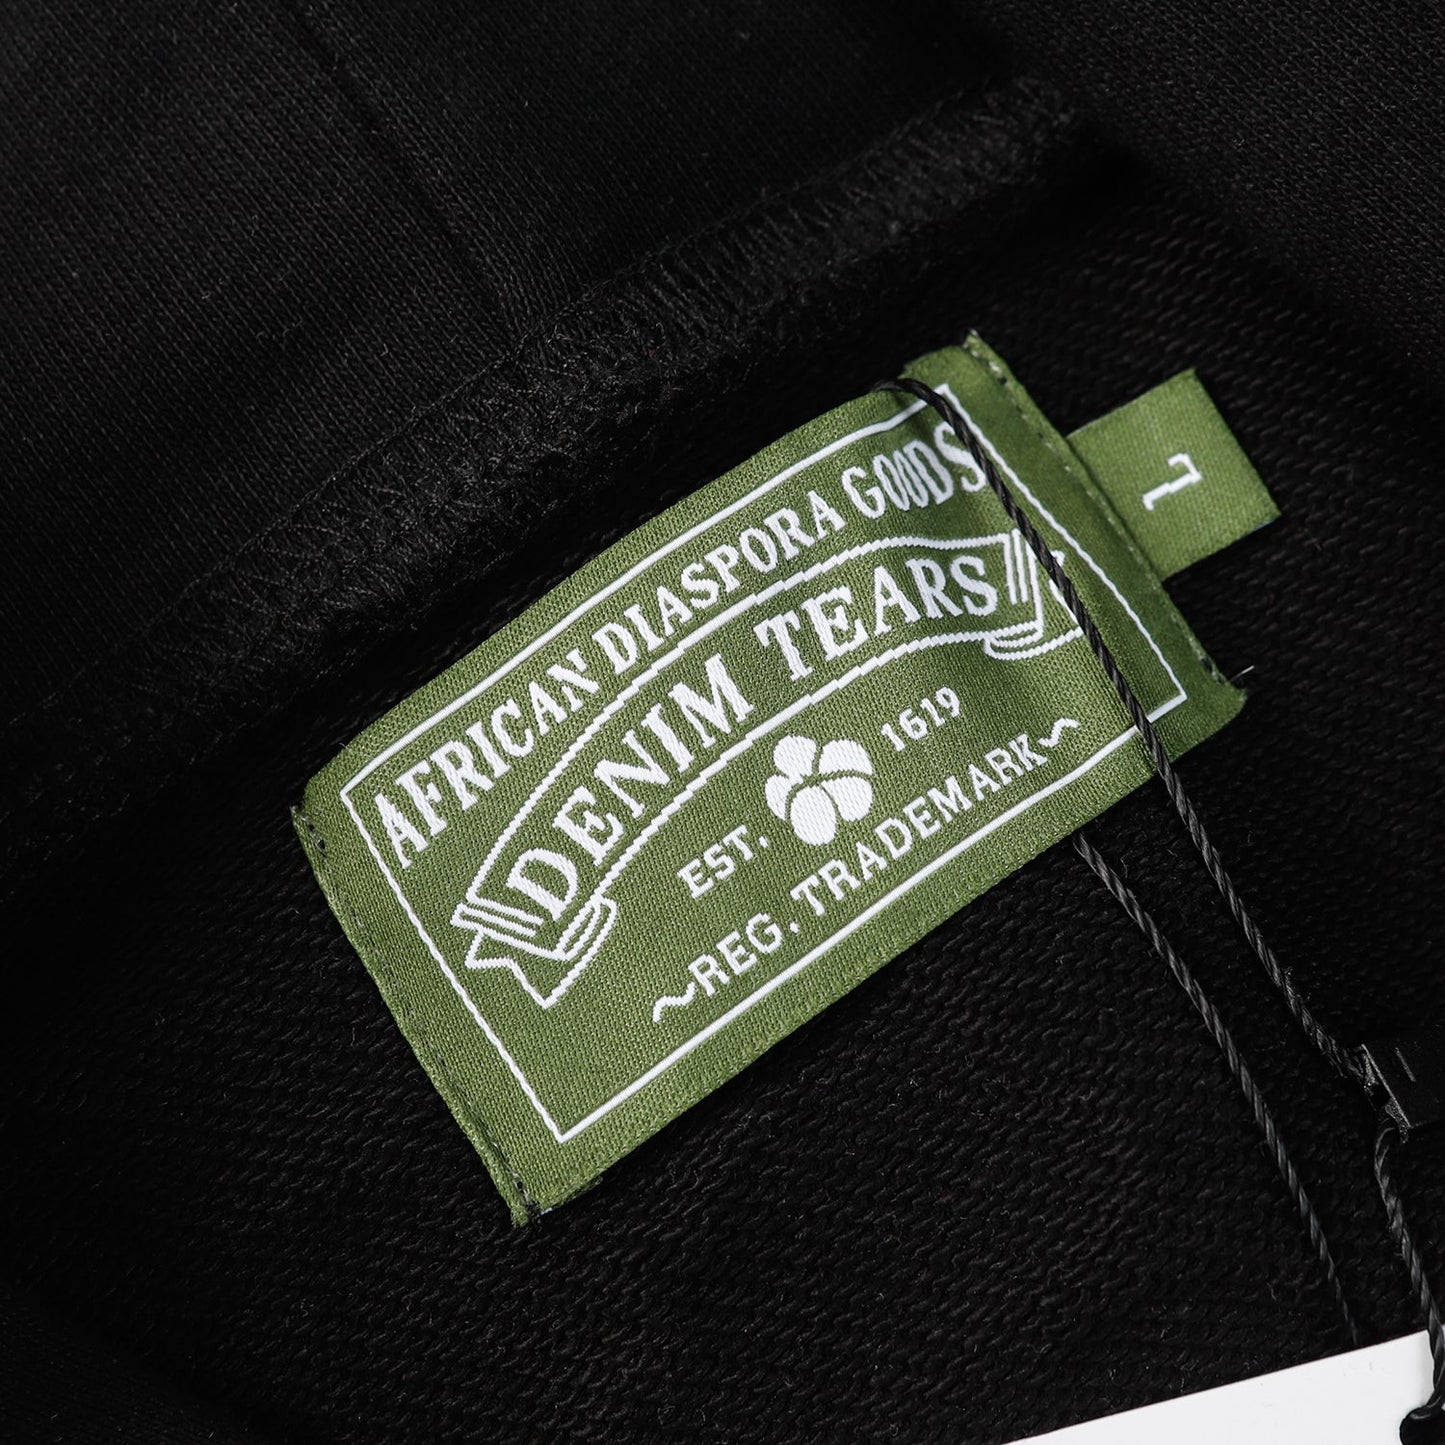 AFRICAN DIASPORA GOODS
DENIM TEARS
EST. 1619
~REG. TRADEMARK~
L